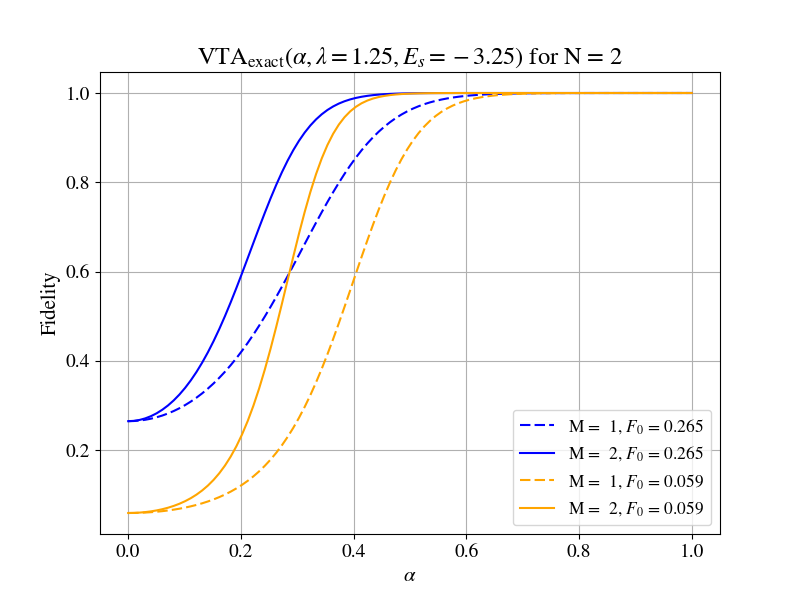 VTA_exact(α, λ = 1.25, E_s = −3.25) for N = 2
Fidelity
1.0
0.8
0.6
0.4
0.2
0.0 0.2 0.4 0.6 0.8 1.0
α
M = 1, F_0 = 0.265
M = 2, F_0 = 0.265
M = 1, F_0 = 0.059
M = 2, F_0 = 0.059